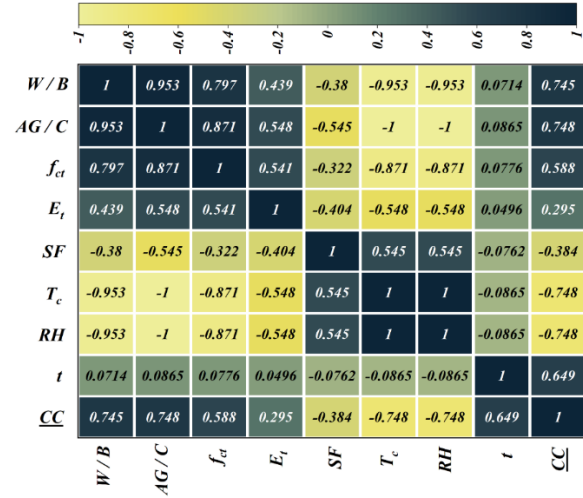 -1 -0.8 -0.6 -0.4 -0.2 0 0.2 0.4 0.6 0.8 1
W / B 1 0.953 0.797 0.439 -0.38 -0.953 -0.953 0.0714 0.745
AG / C 0.953 1 0.871 0.548 -0.545 -1 -1 0.0865 0.748
f_ct 0.797 0.871 1 0.541 -0.322 -0.871 -0.871 0.0776 0.588
E_t 0.439 0.548 0.541 1 -0.404 -0.548 -0.548 0.0496 0.295
SF -0.38 -0.545 -0.322 -0.404 1 0.545 0.545 -0.0762 -0.384
T_c -0.953 -1 -0.871 -0.548 0.545 1 1 -0.0865 -0.748
RH -0.953 -1 -0.871 -0.548 0.545 1 1 -0.0865 -0.748
t 0.0714 0.0865 0.0776 0.0496 -0.0762 -0.0865 -0.0865 1 0.649
CC 0.745 0.748 0.588 0.295 -0.384 -0.748 -0.748 0.649 1
W / B AG / C f_ct E_t SF T_c RH t CC